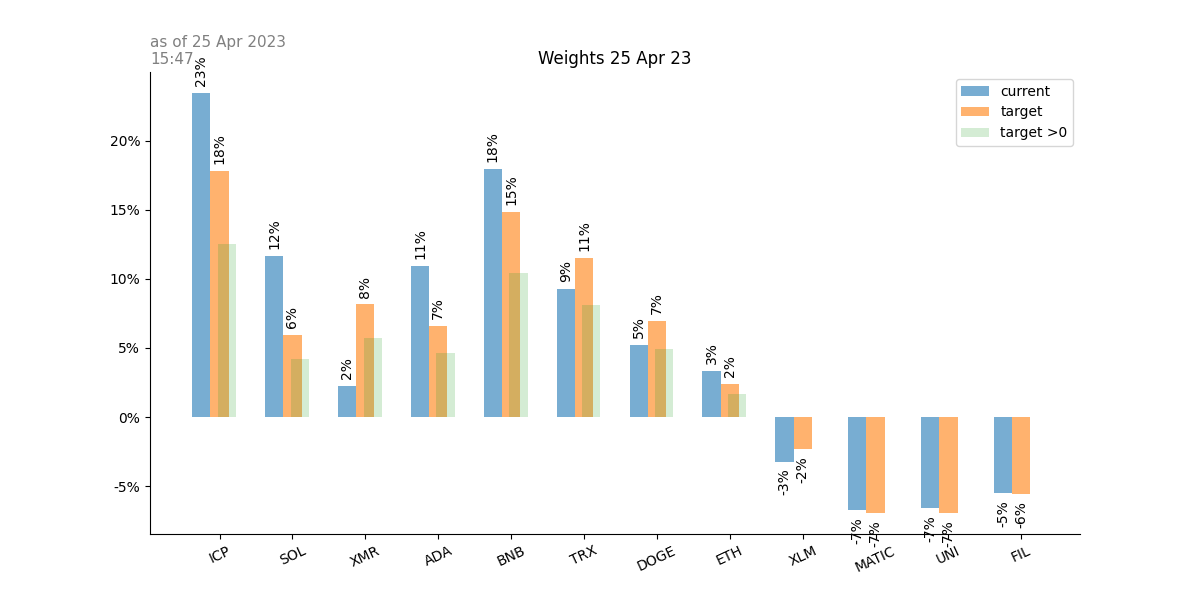 as of 25 Apr 2023
15:47
Weights 25 Apr 23
current
target
target >0
20%
15%
10%
5%
0%
-5%
23%
18%
12%
6%
2%
8%
11%
7%
18%
15%
9%
11%
5%
7%
3%
2%
-3%
-2%
-7%
-7%
-7%
-7%
-5%
-6%
ICP
SOL
XMR
ADA
BNB
TRX
DOGE
ETH
XLM
MATIC
UNI
FIL